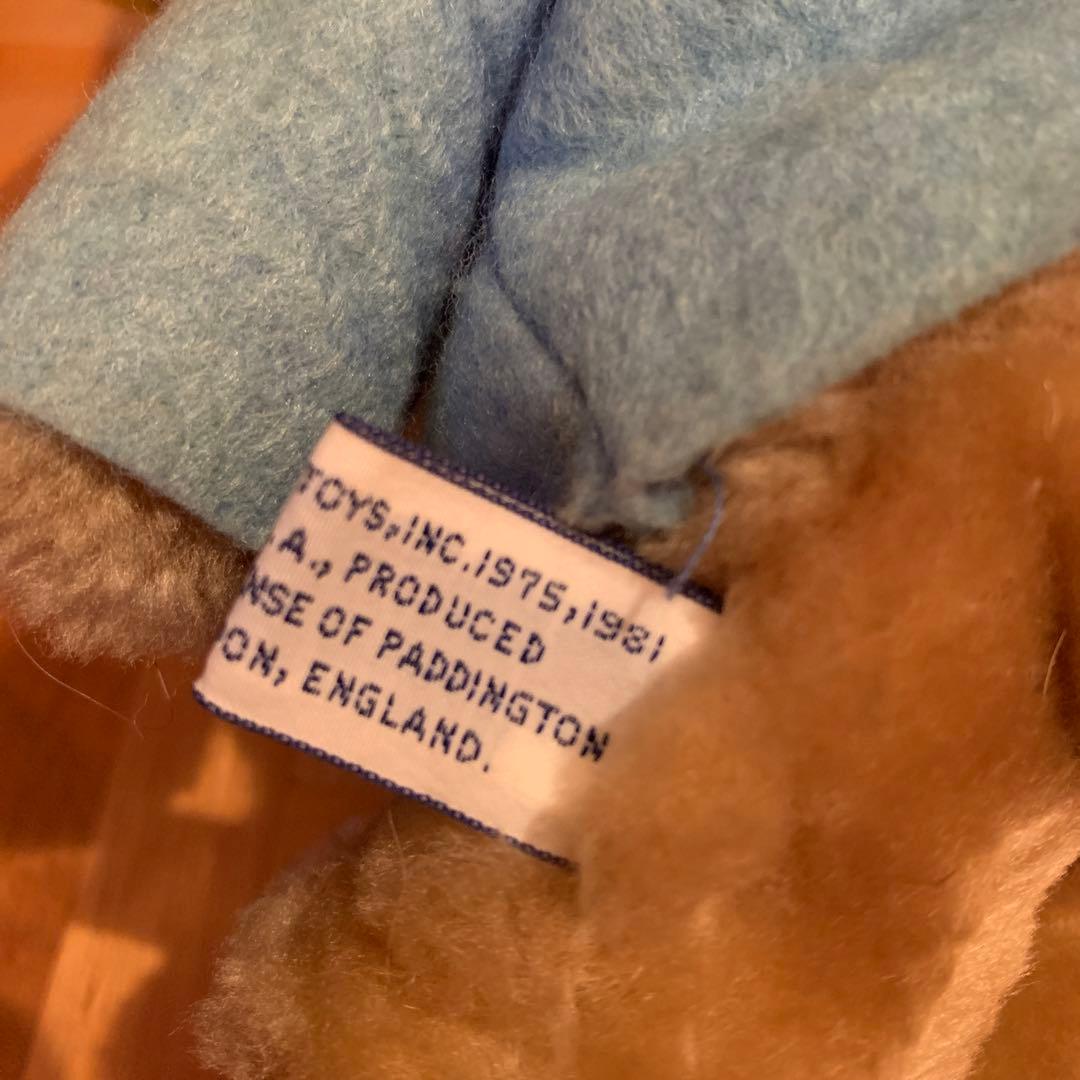 TOYS, INC. 1975, 1981
A., PRODUCED
NSE OF PADDINGTON
ON, ENGLAND.